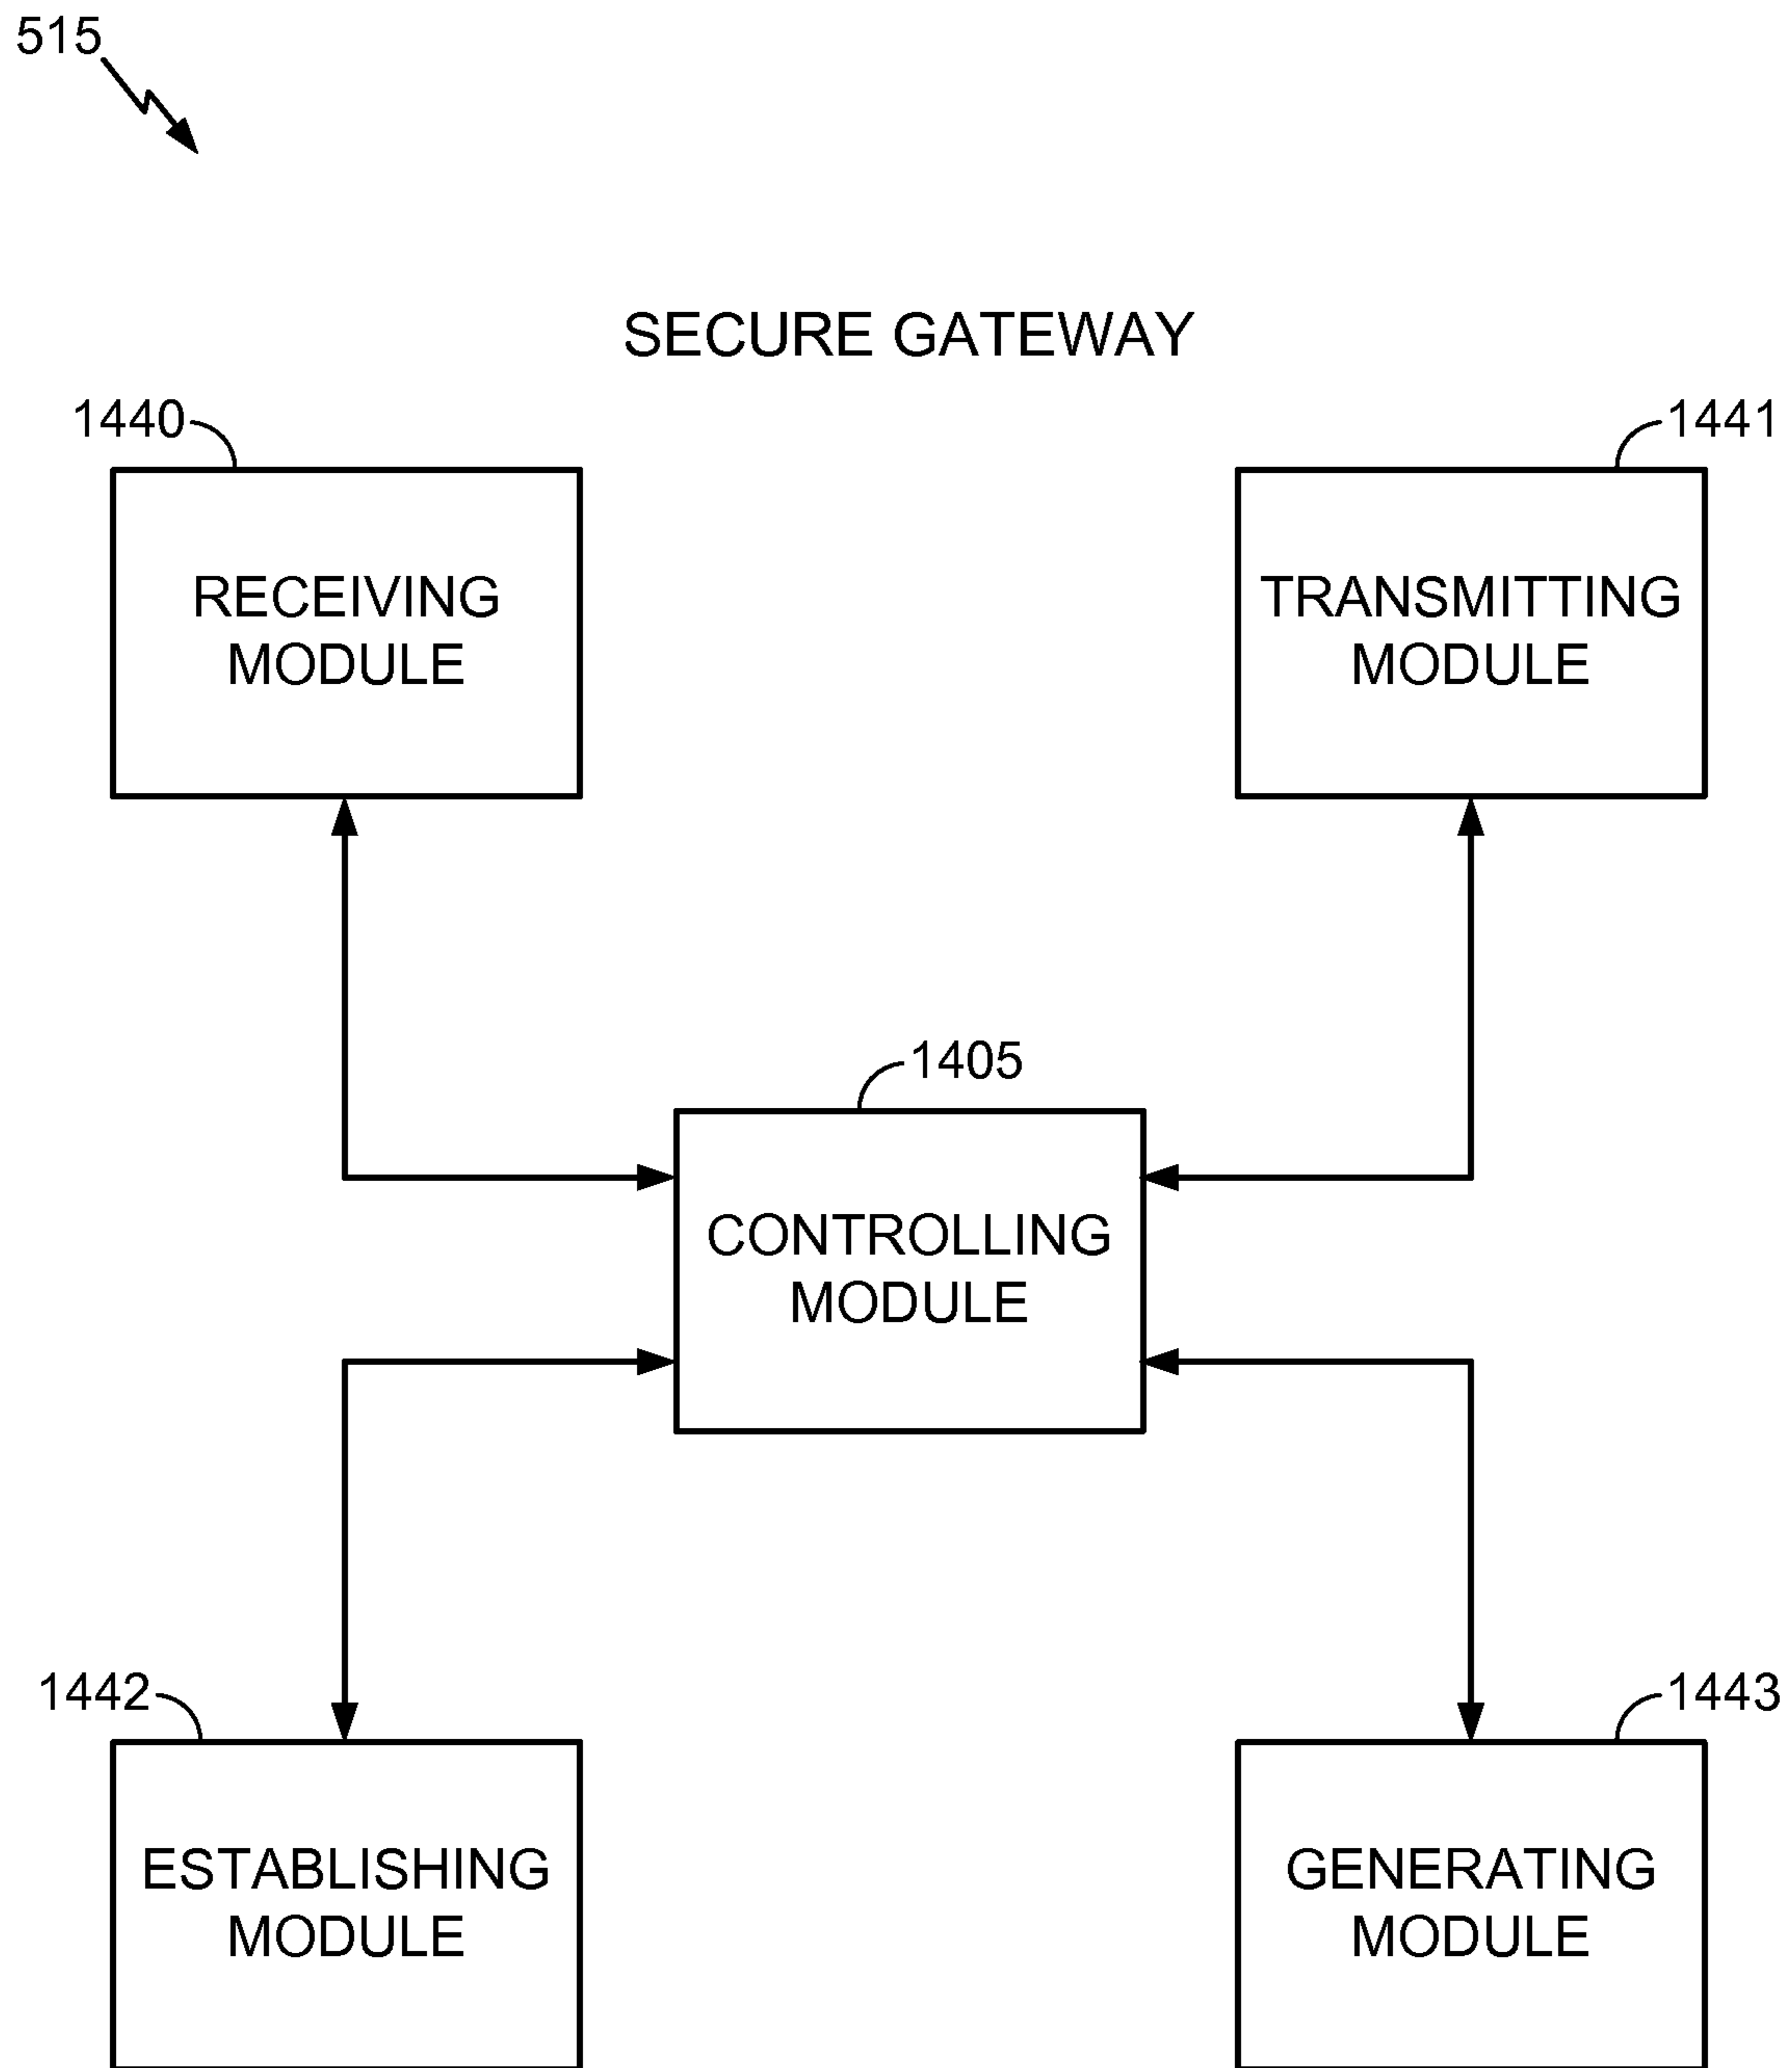 515
SECURE GATEWAY
1440
1441
RECEIVING
MODULE
TRANSMITTING
MODULE
1405
CONTROLLING
MODULE
1442
1443
ESTABLISHING
MODULE
GENERATING
MODULE